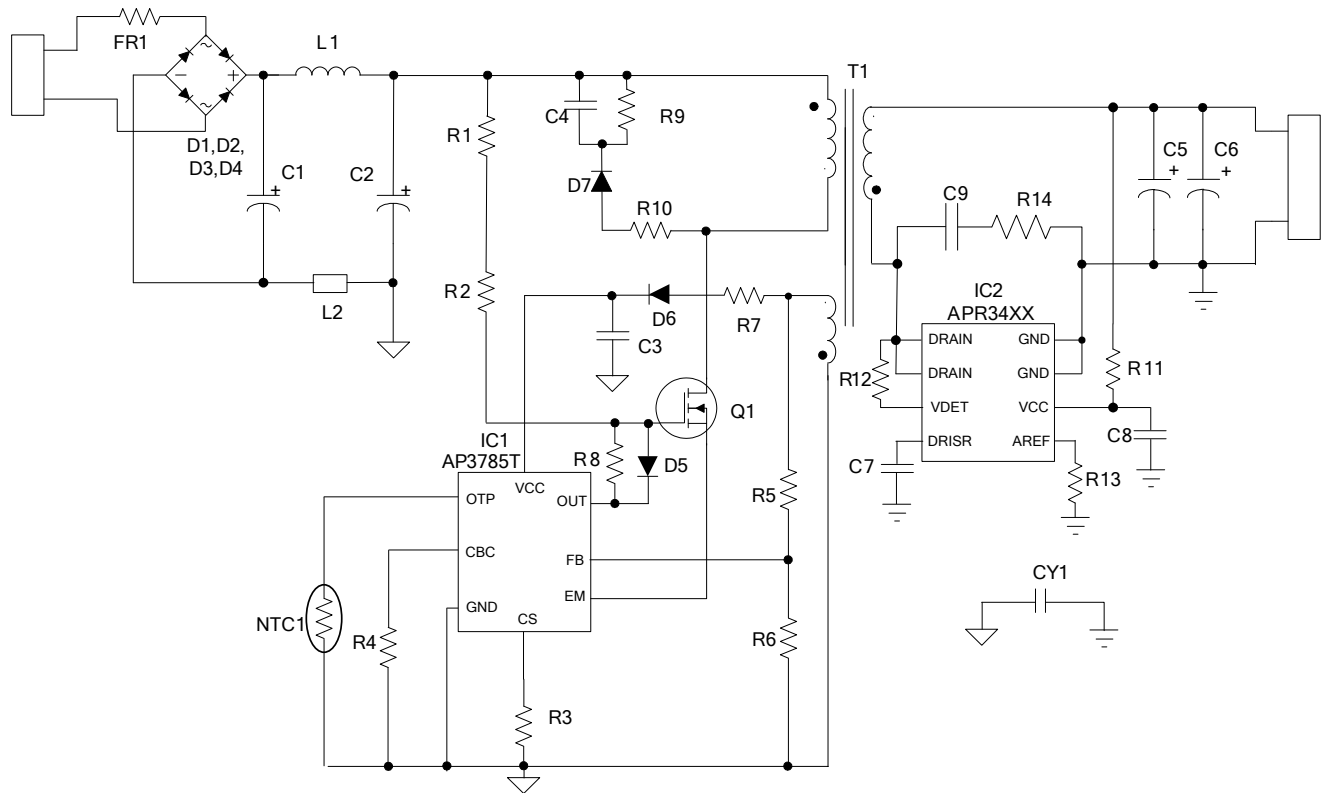 FR1
L1
T1
~
−
+
~
D1,D2,
D3,D4
C1
+
C2
+
R1
C4
R9
D7
R10
C5
+
C6
+
C9
R14
R2
L2
D6
R7
C3
IC2
APR34XX
DRAIN
GND
DRAIN
GND
VDET
VCC
DRISR
AREF
R12
R11
C7
C8
R13
Q1
IC1
AP3785T
R8
D5
VCC
OTP
OUT
CBC
FB
EM
GND
CS
R5
R6
NTC1
R4
R3
CY1